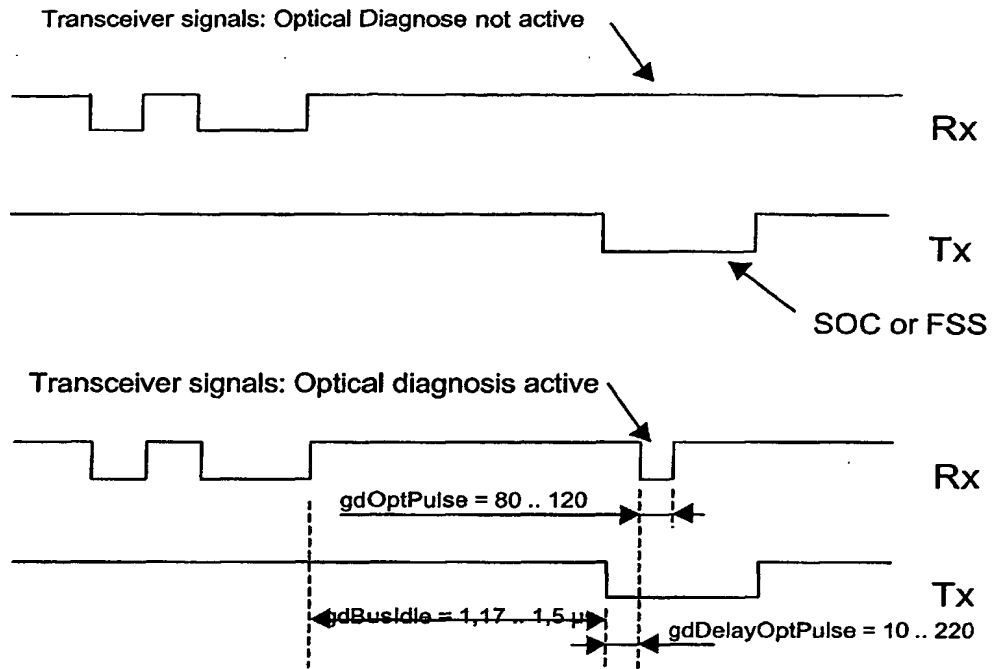 Transceiver signals: Optical Diagnose not active
Rx
Tx
SOC or FSS
Transceiver signals: Optical diagnosis active
Rx
gdOptPulse = 80 .. 120
Tx
gdBusIdle = 1,17 .. 1,5 µ
gdDelayOptPulse = 10 .. 220